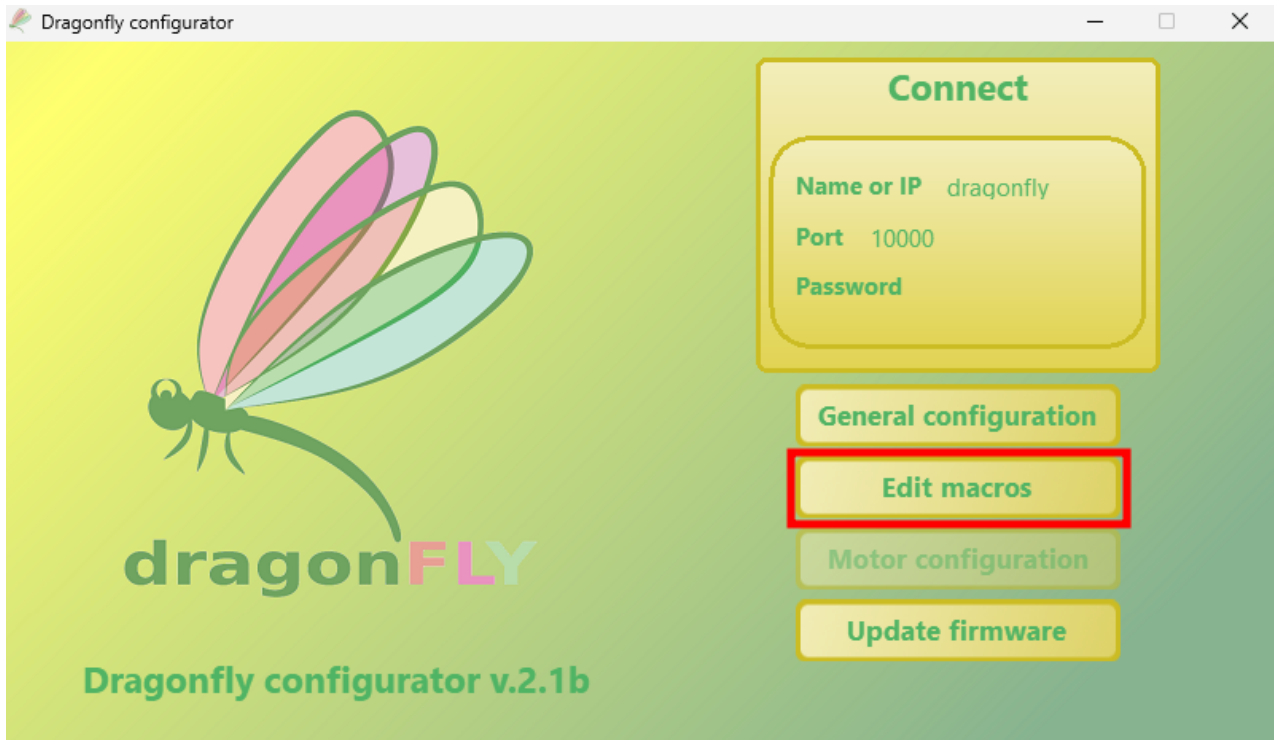 Dragonfly configurator
dragonFLY
Dragonfly configurator v.2.1b
Connect
Name or IP dragonfly
Port 10000
Password
General configuration
Edit macros
Motor configuration
Update firmware